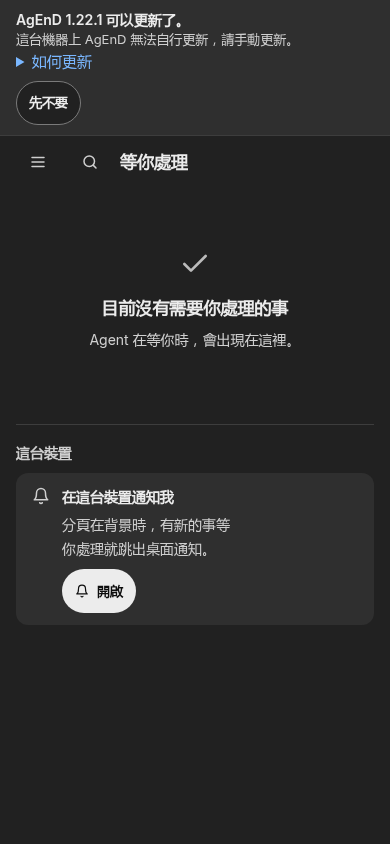 AgEnD 1.22.1 可以更新了。
這台機器上 AgEnD 無法自行更新，請手動更新。
如何更新
先不要
等你處理
目前沒有需要你處理的事
Agent 在等你時，會出現在這裡。
這台裝置
在這台裝置通知我
分頁在背景時，有新的事等
你處理就跳出桌面通知。
開啟